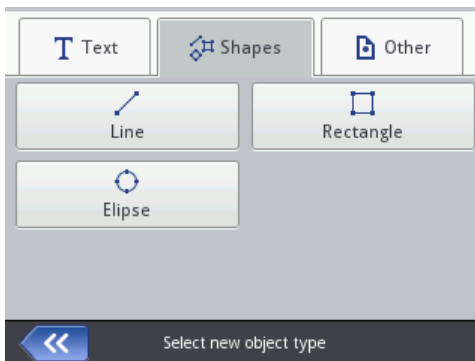 Text
Shapes
Other
Line
Rectangle
Elipse
Select new object type